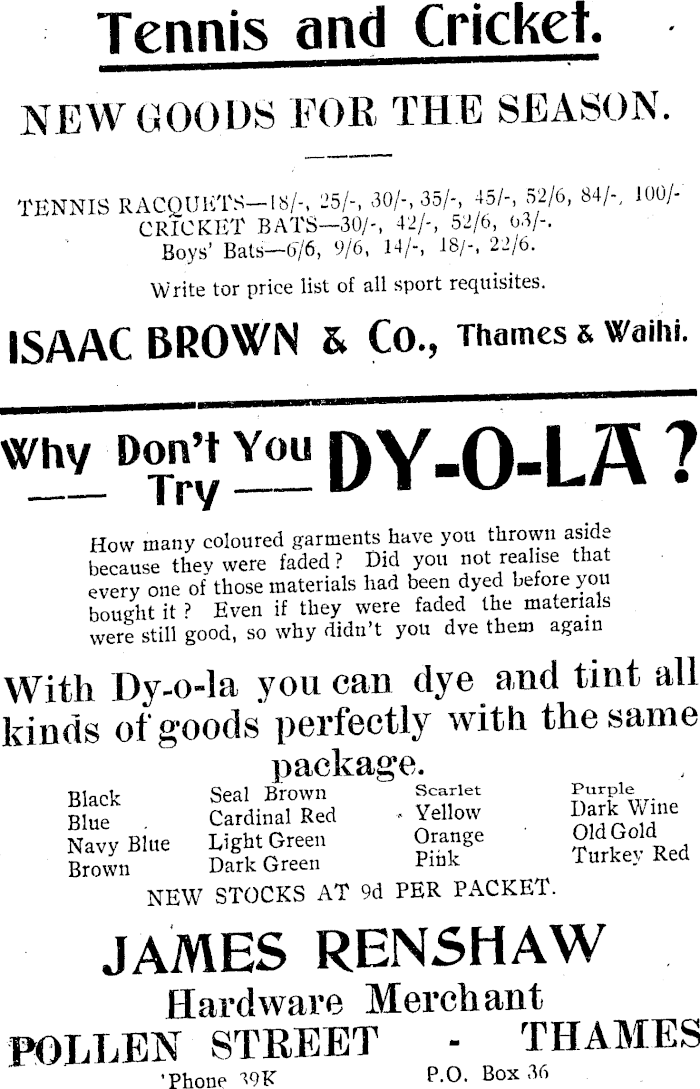 Tennis and Cricket.
NEW GOODS FOR THE SEASON.
TENNIS RACQUETS—18/-, 25/-, 30/-, 35/-, 45/-, 52/6, 84/-, 100/-
CRICKET BATS—30/-, 42/-, 52/6, 63/-.
Boys' Bats—6/6, 9/6, 14/-, 18/-, 22/6.
Write tor price list of all sport requisites.
ISAAC BROWN & Co., Thames & Waihi.
Why Don't You Try DY-O-LA?
How many coloured garments have you thrown aside
because they were faded? Did you not realise that
every one of those materials had been dyed before you
bought it? Even if they were faded the materials
were still good, so why didn't you dye them again
With Dy-o-la you can dye and tint all
kinds of goods perfectly with the same
package.
Black Seal Brown Scarlet Purple
Blue Cardinal Red Yellow Dark Wine
Navy Blue Light Green Orange Old Gold
Brown Dark Green Pink Turkey Red
NEW STOCKS AT 9d PER PACKET.
JAMES RENSHAW
Hardware Merchant
POLLEN STREET - THAMES
'Phone 39K P.O. Box 36